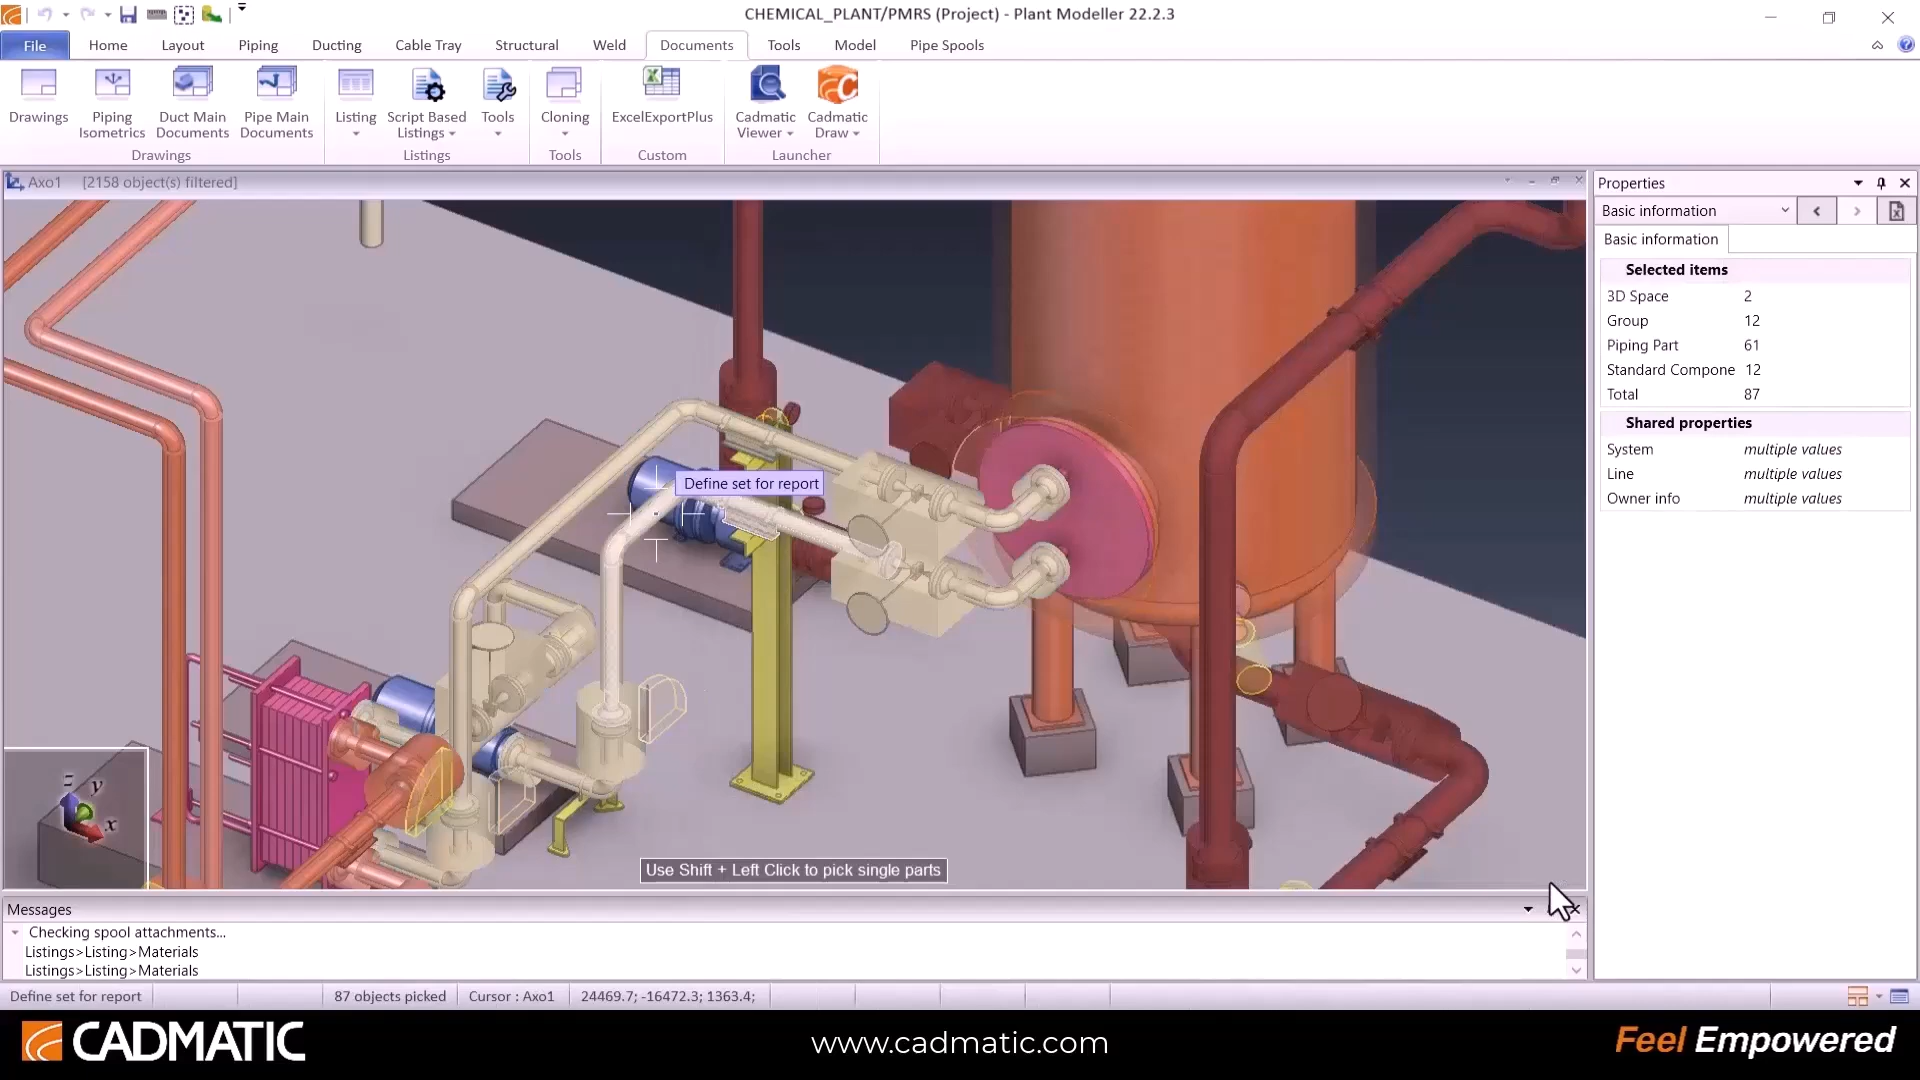 CHEMICAL_PLANT/PMRS (Project) - Plant Modeller 22.2.3
File
Home
Layout
Piping
Ducting
Cable Tray
Structural
Weld
Documents
Tools
Model
Pipe Spools
Drawings
Piping
Isometrics
Duct Main
Documents
Pipe Main
Documents
Listing
Script Based
Listings
Tools
Cloning
ExcelExportPlus
Cadmatic
Viewer
Cadmatic
Draw
Drawings
Listings
Tools
Custom
Launcher
Axo1 [2158 object(s) filtered]
Properties
Basic information
Basic information
Selected items
3D Space 2
Group 12
Piping Part 61
Standard Compone 12
Total 87
Shared properties
System multiple values
Line multiple values
Owner info multiple values
Define set for report
z
y
x
Use Shift + Left Click to pick single parts
Messages
Checking spool attachments...
Listings>Listing>Materials
Listings>Listing>Materials
Define set for report
87 objects picked
Cursor : Axo1
24469.7; -16472.3; 1363.4;
CADMATIC
www.cadmatic.com
Feel Empowered